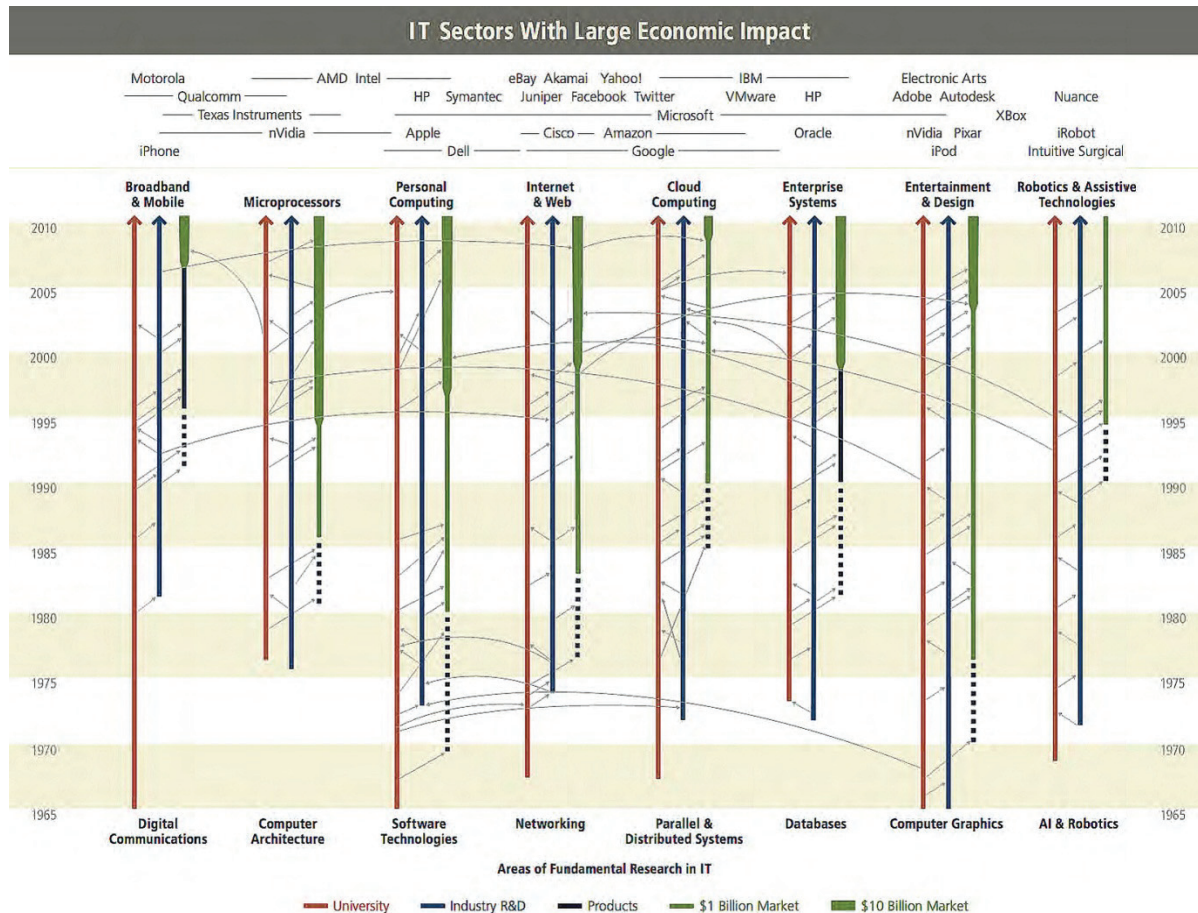 IT Sectors With Large Economic Impact
Motorola AMD Intel eBay Akamai Yahoo! IBM Electronic Arts
Qualcomm HP Symantec Juniper Facebook Twitter VMware HP Adobe Autodesk Nuance
Texas Instruments Microsoft XBox
nVidia Apple Cisco Amazon Oracle nVidia Pixar iRobot
iPhone Dell Google iPod Intuitive Surgical
Broadband & Mobile
Microprocessors
Personal Computing
Internet & Web
Cloud Computing
Enterprise Systems
Entertainment & Design
Robotics & Assistive Technologies
2010 2010
2005 2005
2000 2000
1995 1995
1990 1990
1985 1985
1980 1980
1975 1975
1970 1970
1965 1965
Digital Communications
Computer Architecture
Software Technologies
Networking
Parallel & Distributed Systems
Databases
Computer Graphics
AI & Robotics
Areas of Fundamental Research in IT
University Industry R&D Products $1 Billion Market $10 Billion Market